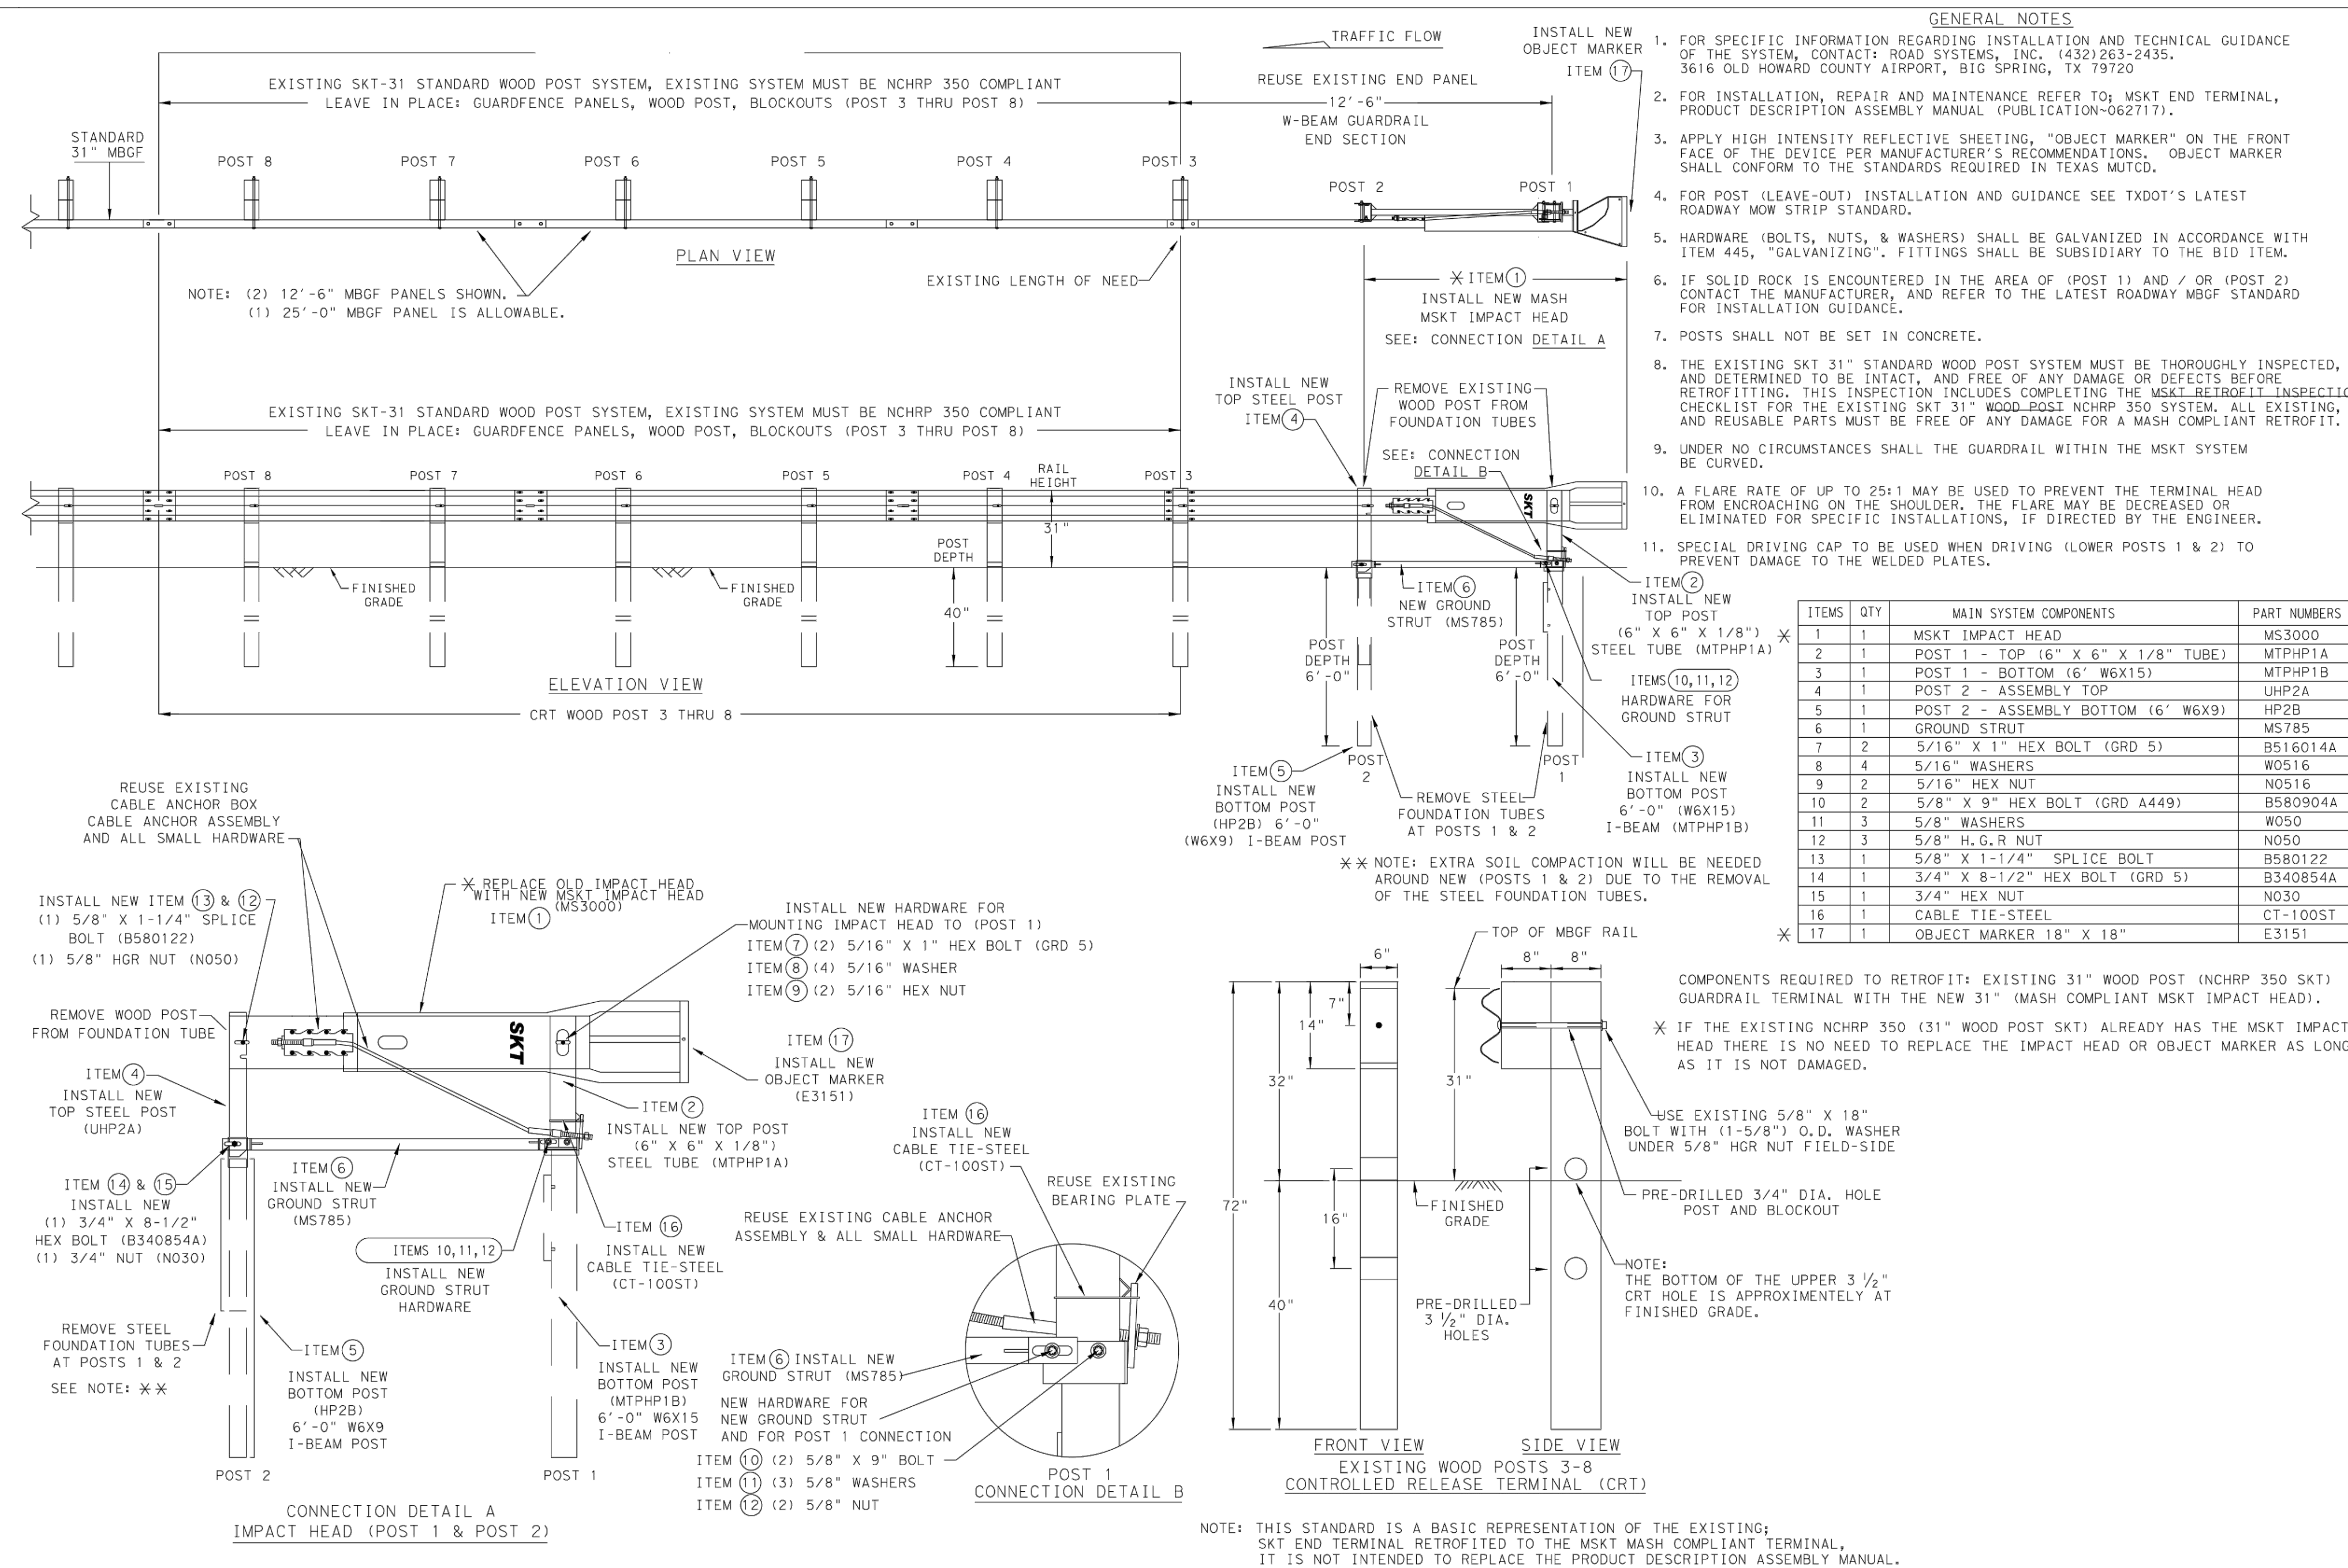 TRAFFIC FLOW
INSTALL NEW
OBJECT MARKER
ITEM 17
EXISTING SKT-31 STANDARD WOOD POST SYSTEM, EXISTING SYSTEM MUST BE NCHRP 350 COMPLIANT
LEAVE IN PLACE: GUARDFENCE PANELS, WOOD POST, BLOCKOUTS (POST 3 THRU POST 8)
REUSE EXISTING END PANEL
12'-6"
W-BEAM GUARDRAIL
END SECTION
STANDARD
31" MBGF
POST 8
POST 7
POST 6
POST 5
POST 4
POST 3
POST 2
POST 1
PLAN VIEW
NOTE: (2) 12'-6" MBGF PANELS SHOWN.
(1) 25'-0" MBGF PANEL IS ALLOWABLE.
EXISTING LENGTH OF NEED
* ITEM 1
INSTALL NEW MASH
MSKT IMPACT HEAD
SEE: CONNECTION DETAIL A
INSTALL NEW
TOP STEEL POST
ITEM 4
REMOVE EXISTING
WOOD POST FROM
FOUNDATION TUBES
SEE: CONNECTION
DETAIL B
EXISTING SKT-31 STANDARD WOOD POST SYSTEM, EXISTING SYSTEM MUST BE NCHRP 350 COMPLIANT
LEAVE IN PLACE: GUARDFENCE PANELS, WOOD POST, BLOCKOUTS (POST 3 THRU POST 8)
POST 8
POST 7
POST 6
POST 5
POST 4
RAIL
HEIGHT
POST 3
31"
SKT
POST
DEPTH
40"
FINISHED
GRADE
FINISHED
GRADE
ITEM 6
NEW GROUND
STRUT (MS785)
ITEM 2
INSTALL NEW
TOP POST
(6" X 6" X 1/8")
STEEL TUBE (MTPHP1A)
POST
DEPTH
6'-0"
POST
DEPTH
6'-0"
ITEMS 10,11,12
HARDWARE FOR
GROUND STRUT
ELEVATION VIEW
CRT WOOD POST 3 THRU 8
POST
2
POST
1
ITEM 5
INSTALL NEW
BOTTOM POST
(HP2B) 6'-0"
(W6X9) I-BEAM POST
REMOVE STEEL
FOUNDATION TUBES
AT POSTS 1 & 2
ITEM 3
INSTALL NEW
BOTTOM POST
6'-0" (W6X15)
I-BEAM (MTPHP1B)
** NOTE: EXTRA SOIL COMPACTION WILL BE NEEDED
AROUND NEW (POSTS 1 & 2) DUE TO THE REMOVAL
OF THE STEEL FOUNDATION TUBES.
GENERAL NOTES
1. FOR SPECIFIC INFORMATION REGARDING INSTALLATION AND TECHNICAL GUIDANCE
OF THE SYSTEM, CONTACT: ROAD SYSTEMS, INC. (432)263-2435.
3616 OLD HOWARD COUNTY AIRPORT, BIG SPRING, TX 79720
2. FOR INSTALLATION, REPAIR AND MAINTENANCE REFER TO; MSKT END TERMINAL,
PRODUCT DESCRIPTION ASSEMBLY MANUAL (PUBLICATION~062717).
3. APPLY HIGH INTENSITY REFLECTIVE SHEETING, "OBJECT MARKER" ON THE FRONT
FACE OF THE DEVICE PER MANUFACTURER'S RECOMMENDATIONS. OBJECT MARKER
SHALL CONFORM TO THE STANDARDS REQUIRED IN TEXAS MUTCD.
4. FOR POST (LEAVE-OUT) INSTALLATION AND GUIDANCE SEE TXDOT'S LATEST
ROADWAY MOW STRIP STANDARD.
5. HARDWARE (BOLTS, NUTS, & WASHERS) SHALL BE GALVANIZED IN ACCORDANCE WITH
ITEM 445, "GALVANIZING". FITTINGS SHALL BE SUBSIDIARY TO THE BID ITEM.
6. IF SOLID ROCK IS ENCOUNTERED IN THE AREA OF (POST 1) AND / OR (POST 2)
CONTACT THE MANUFACTURER, AND REFER TO THE LATEST ROADWAY MBGF STANDARD
FOR INSTALLATION GUIDANCE.
7. POSTS SHALL NOT BE SET IN CONCRETE.
8. THE EXISTING SKT 31" STANDARD WOOD POST SYSTEM MUST BE THOROUGHLY INSPECTED,
AND DETERMINED TO BE INTACT, AND FREE OF ANY DAMAGE OR DEFECTS BEFORE
RETROFITTING. THIS INSPECTION INCLUDES COMPLETING THE MSKT RETROFIT INSPECTIO
CHECKLIST FOR THE EXISTING SKT 31" WOOD POST NCHRP 350 SYSTEM. ALL EXISTING,
AND REUSABLE PARTS MUST BE FREE OF ANY DAMAGE FOR A MASH COMPLIANT RETROFIT.
9. UNDER NO CIRCUMSTANCES SHALL THE GUARDRAIL WITHIN THE MSKT SYSTEM
BE CURVED.
10. A FLARE RATE OF UP TO 25:1 MAY BE USED TO PREVENT THE TERMINAL HEAD
FROM ENCROACHING ON THE SHOULDER. THE FLARE MAY BE DECREASED OR
ELIMINATED FOR SPECIFIC INSTALLATIONS, IF DIRECTED BY THE ENGINEER.
11. SPECIAL DRIVING CAP TO BE USED WHEN DRIVING (LOWER POSTS 1 & 2) TO
PREVENT DAMAGE TO THE WELDED PLATES.
ITEMS QTY MAIN SYSTEM COMPONENTS PART NUMBERS
* 1 1 MSKT IMPACT HEAD MS3000
2 1 POST 1 - TOP (6" X 6" X 1/8" TUBE) MTPHP1A
3 1 POST 1 - BOTTOM (6' W6X15) MTPHP1B
4 1 POST 2 - ASSEMBLY TOP UHP2A
5 1 POST 2 - ASSEMBLY BOTTOM (6' W6X9) HP2B
6 1 GROUND STRUT MS785
7 2 5/16" X 1" HEX BOLT (GRD 5) B516014A
8 4 5/16" WASHERS W0516
9 2 5/16" HEX NUT N0516
10 2 5/8" X 9" HEX BOLT (GRD A449) B580904A
11 3 5/8" WASHERS W050
12 3 5/8" H.G.R NUT N050
13 1 5/8" X 1-1/4" SPLICE BOLT B580122
14 1 3/4" X 8-1/2" HEX BOLT (GRD 5) B340854A
15 1 3/4" HEX NUT N030
16 1 CABLE TIE-STEEL CT-100ST
* 17 1 OBJECT MARKER 18" X 18" E3151
COMPONENTS REQUIRED TO RETROFIT: EXISTING 31" WOOD POST (NCHRP 350 SKT)
GUARDRAIL TERMINAL WITH THE NEW 31" (MASH COMPLIANT MSKT IMPACT HEAD).
* IF THE EXISTING NCHRP 350 (31" WOOD POST SKT) ALREADY HAS THE MSKT IMPACT
HEAD THERE IS NO NEED TO REPLACE THE IMPACT HEAD OR OBJECT MARKER AS LONG
AS IT IS NOT DAMAGED.
REUSE EXISTING
CABLE ANCHOR BOX
CABLE ANCHOR ASSEMBLY
AND ALL SMALL HARDWARE
* REPLACE OLD IMPACT HEAD
WITH NEW MSKT IMPACT HEAD
(MS3000)
ITEM 1
INSTALL NEW ITEM 13 & 12
(1) 5/8" X 1-1/4" SPLICE
BOLT (B580122)
(1) 5/8" HGR NUT (N050)
INSTALL NEW HARDWARE FOR
MOUNTING IMPACT HEAD TO (POST 1)
ITEM 7 (2) 5/16" X 1" HEX BOLT (GRD 5)
ITEM 8 (4) 5/16" WASHER
ITEM 9 (2) 5/16" HEX NUT
REMOVE WOOD POST
FROM FOUNDATION TUBE
SKT
ITEM 17
INSTALL NEW
OBJECT MARKER
(E3151)
ITEM 4
INSTALL NEW
TOP STEEL POST
(UHP2A)
ITEM 2
INSTALL NEW TOP POST
(6" X 6" X 1/8")
STEEL TUBE (MTPHP1A)
ITEM 14 & 15
INSTALL NEW
(1) 3/4" X 8-1/2"
HEX BOLT (B340854A)
(1) 3/4" NUT (N030)
ITEM 6
INSTALL NEW
GROUND STRUT
(MS785)
ITEMS 10,11,12
INSTALL NEW
GROUND STRUT
HARDWARE
ITEM 16
INSTALL NEW
CABLE TIE-STEEL
(CT-100ST)
REMOVE STEEL
FOUNDATION TUBES
AT POSTS 1 & 2
SEE NOTE: **
ITEM 5
INSTALL NEW
BOTTOM POST
(HP2B)
6'-0" W6X9
I-BEAM POST
ITEM 3
INSTALL NEW
BOTTOM POST
(MTPHP1B)
6'-0" W6X15
I-BEAM POST
POST 2
POST 1
CONNECTION DETAIL A
IMPACT HEAD (POST 1 & POST 2)
ITEM 16
INSTALL NEW
CABLE TIE-STEEL
(CT-100ST)
REUSE EXISTING
BEARING PLATE
REUSE EXISTING CABLE ANCHOR
ASSEMBLY & ALL SMALL HARDWARE
ITEM 6 INSTALL NEW
GROUND STRUT (MS785)
NEW HARDWARE FOR
NEW GROUND STRUT
AND FOR POST 1 CONNECTION
ITEM 10 (2) 5/8" X 9" BOLT
ITEM 11 (3) 5/8" WASHERS
ITEM 12 (2) 5/8" NUT
POST 1
CONNECTION DETAIL B
TOP OF MBGF RAIL
6"
8"
8"
7"
14"
32"
31"
72"
16"
40"
FINISHED
GRADE
USE EXISTING 5/8" X 18"
BOLT WITH (1-5/8") O.D. WASHER
UNDER 5/8" HGR NUT FIELD-SIDE
PRE-DRILLED 3/4" DIA. HOLE
POST AND BLOCKOUT
NOTE:
THE BOTTOM OF THE UPPER 3 1/2"
CRT HOLE IS APPROXIMETELY AT
FINISHED GRADE.
PRE-DRILLED
3 1/2" DIA.
HOLES
FRONT VIEW
SIDE VIEW
EXISTING WOOD POSTS 3-8
CONTROLLED RELEASE TERMINAL (CRT)
NOTE: THIS STANDARD IS A BASIC REPRESENTATION OF THE EXISTING;
SKT END TERMINAL RETROFITED TO THE MSKT MASH COMPLIANT TERMINAL,
IT IS NOT INTENDED TO REPLACE THE PRODUCT DESCRIPTION ASSEMBLY MANUAL.